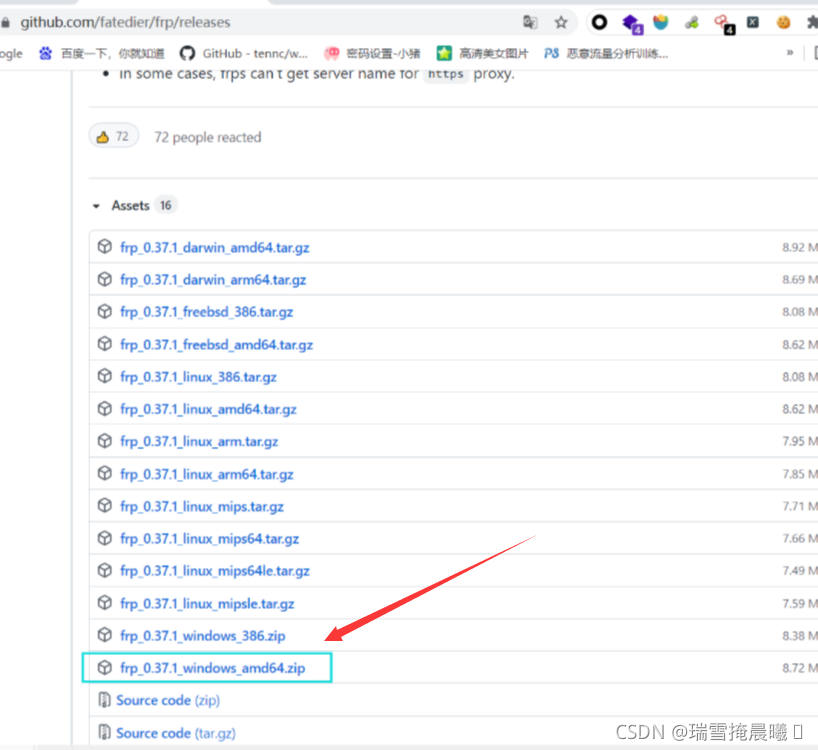 github.com/fatedier/frp/releases
4
4
ogle 百度一下，你就知道 GitHub - tennc/w... 密码设置-小猪 高清美女图片 PS 恶意流量分析训练... »
In some cases, frps can't get server name for https proxy.
72 72 people reacted
Assets 16
frp_0.37.1_darwin_amd64.tar.gz 8.92 M
frp_0.37.1_darwin_arm64.tar.gz 8.69 M
frp_0.37.1_freebsd_386.tar.gz 8.08 M
frp_0.37.1_freebsd_amd64.tar.gz 8.62 M
frp_0.37.1_linux_386.tar.gz 8.08 M
frp_0.37.1_linux_amd64.tar.gz 8.62 M
frp_0.37.1_linux_arm.tar.gz 7.95 M
frp_0.37.1_linux_arm64.tar.gz 7.85 M
frp_0.37.1_linux_mips.tar.gz 7.71 M
frp_0.37.1_linux_mips64.tar.gz 7.66 M
frp_0.37.1_linux_mips64le.tar.gz 7.49 M
frp_0.37.1_linux_mipsle.tar.gz 7.59 M
frp_0.37.1_windows_386.zip 8.38 M
frp_0.37.1_windows_amd64.zip 8.72 M
Source code (zip)
Source code (tar.gz)
CSDN @瑞雪掩晨曦